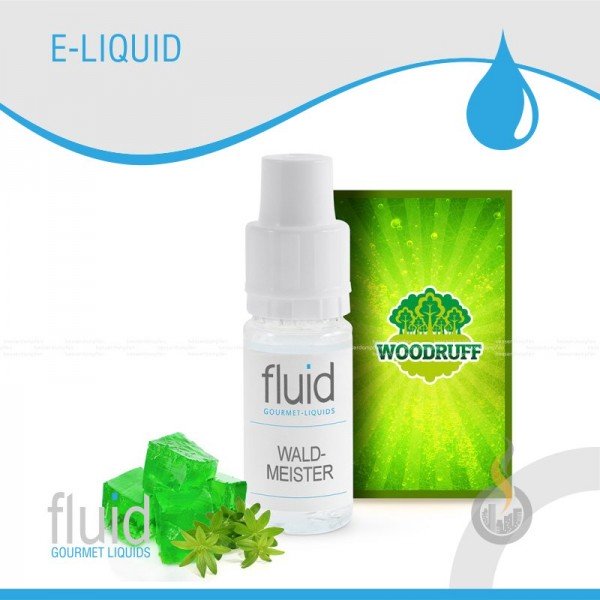 E-LIQUID
WOODRUFF
fluid
GOURMET-LIQUIDS
WALD-
MEISTER
fluid
GOURMET LIQUIDS